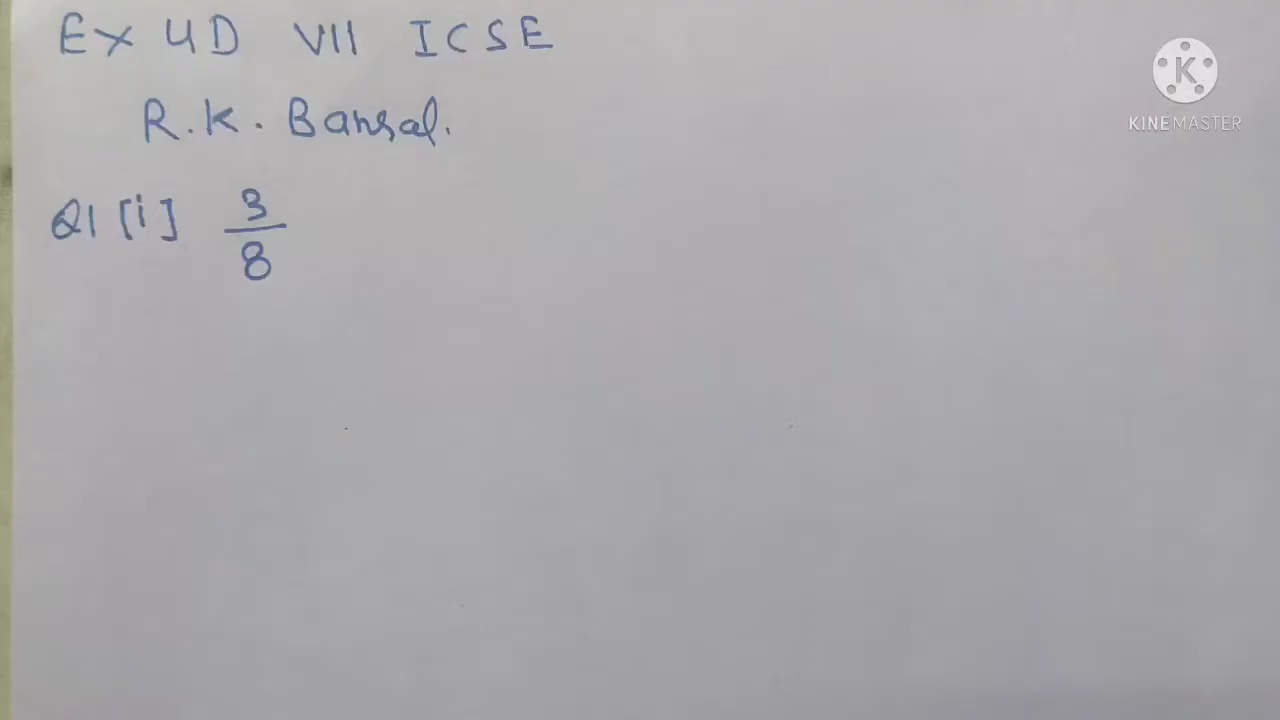 Ex 4D VII ICSE
R.K. Bansal.
Q1 [i] 3/8
K
KINEMASTER